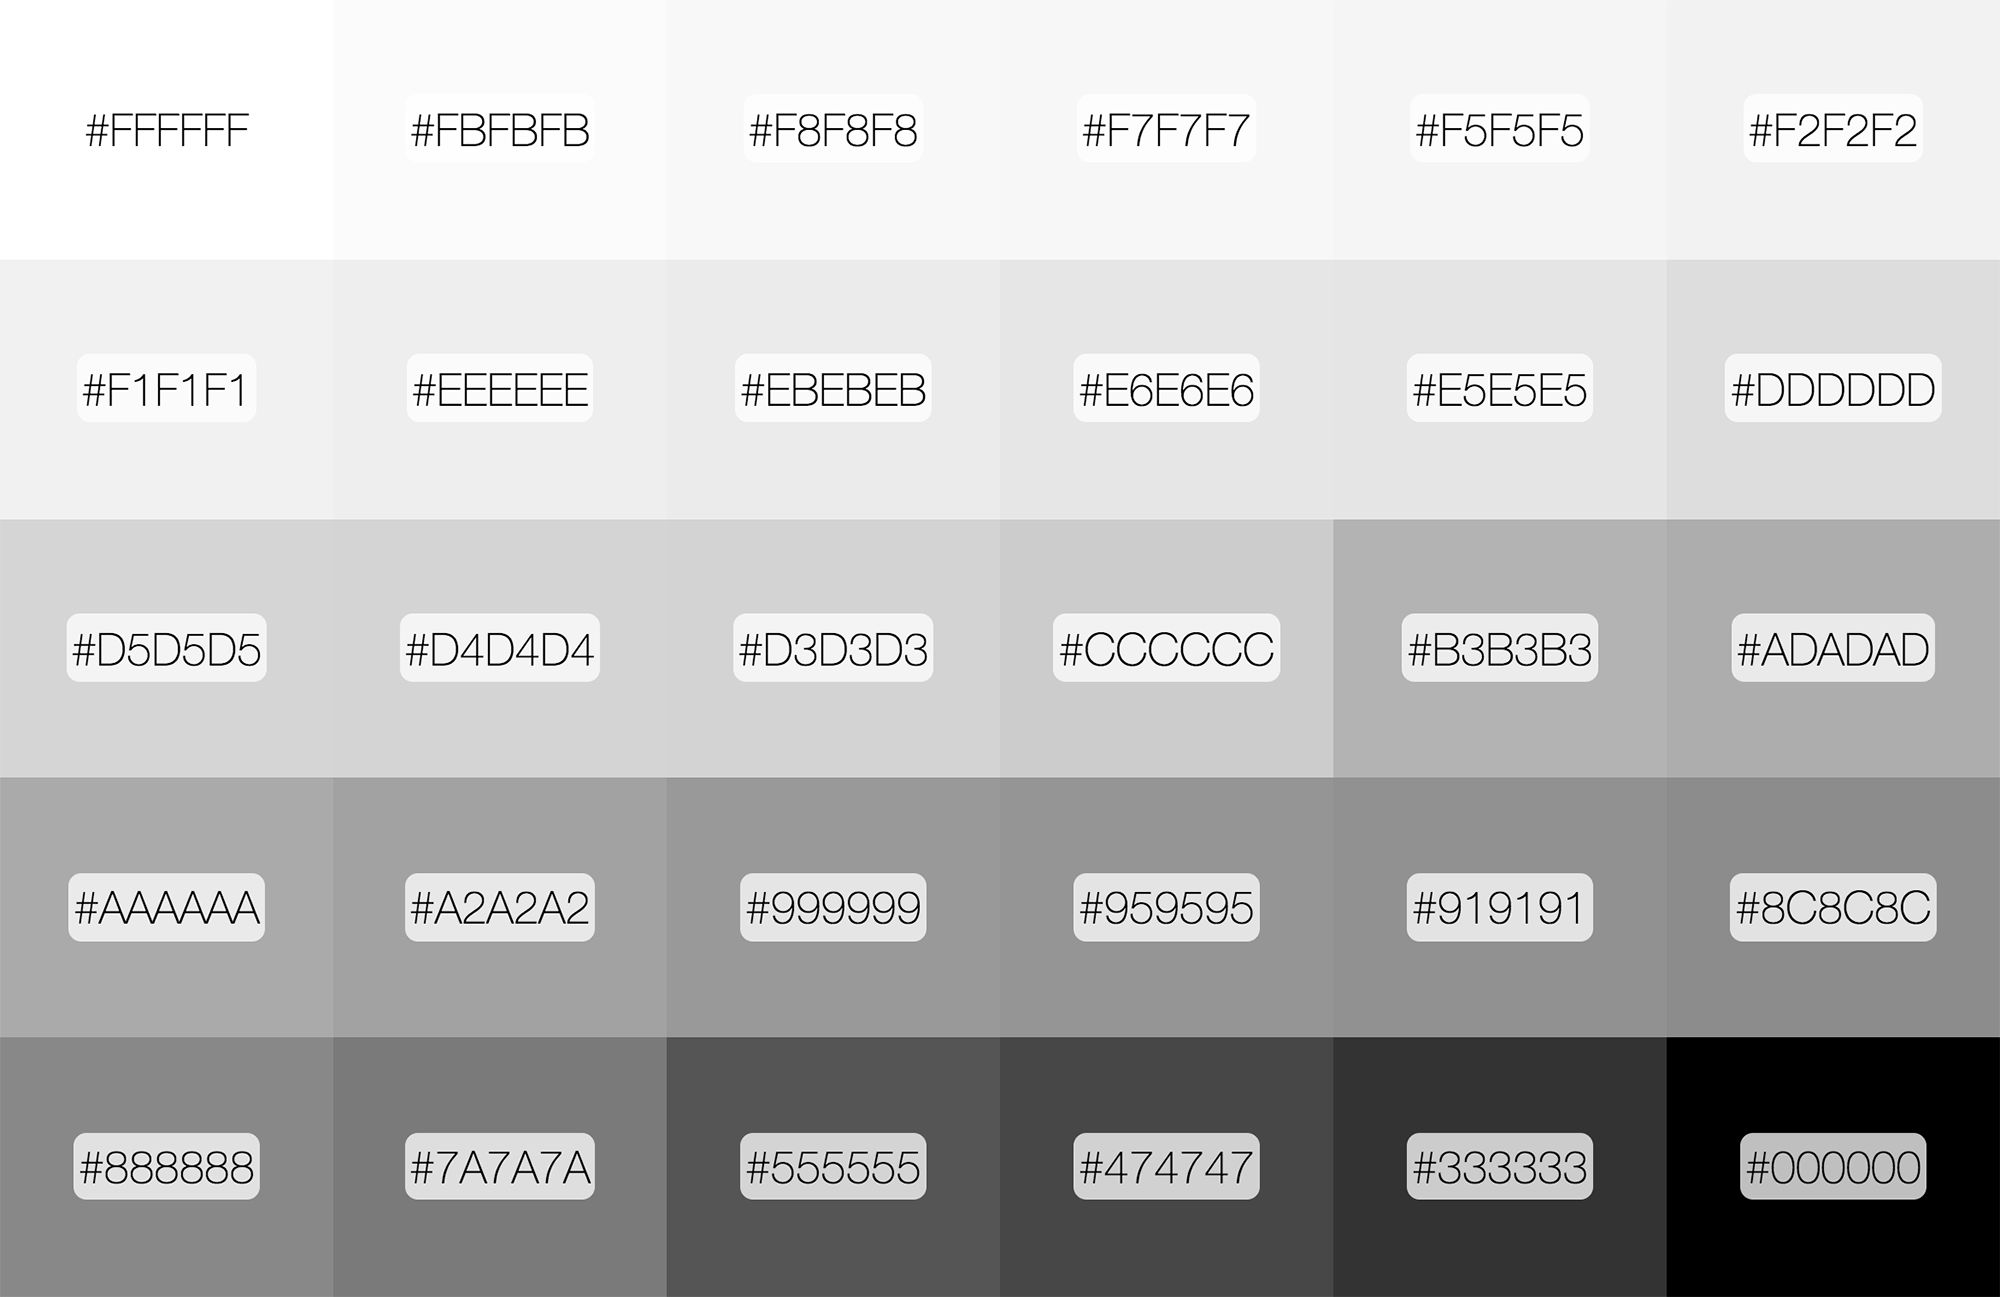 #FFFFFF #FBFBFB #F8F8F8 #F7F7F7 #F5F5F5 #F2F2F2
#F1F1F1 #EEEEEE #EBEBEB #E6E6E6 #E5E5E5 #DDDDDD
#D5D5D5 #D4D4D4 #D3D3D3 #CCCCCC #B3B3B3 #ADADAD
#AAAAAA #A2A2A2 #999999 #959595 #919191 #8C8C8C
#888888 #7A7A7A #555555 #474747 #333333 #000000